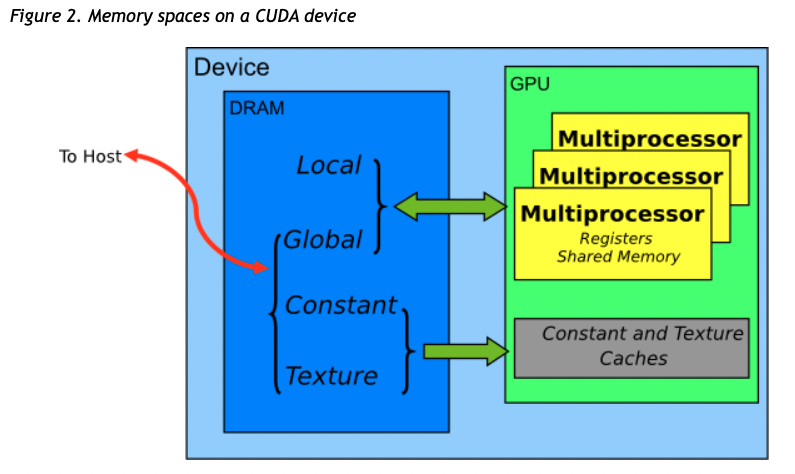 Figure 2. Memory spaces on a CUDA device
Device
DRAM
GPU
To Host
Local
Global
Constant
Texture
Multiprocessor
Multiprocessor
Multiprocessor
Registers
Shared Memory
Constant and Texture
Caches